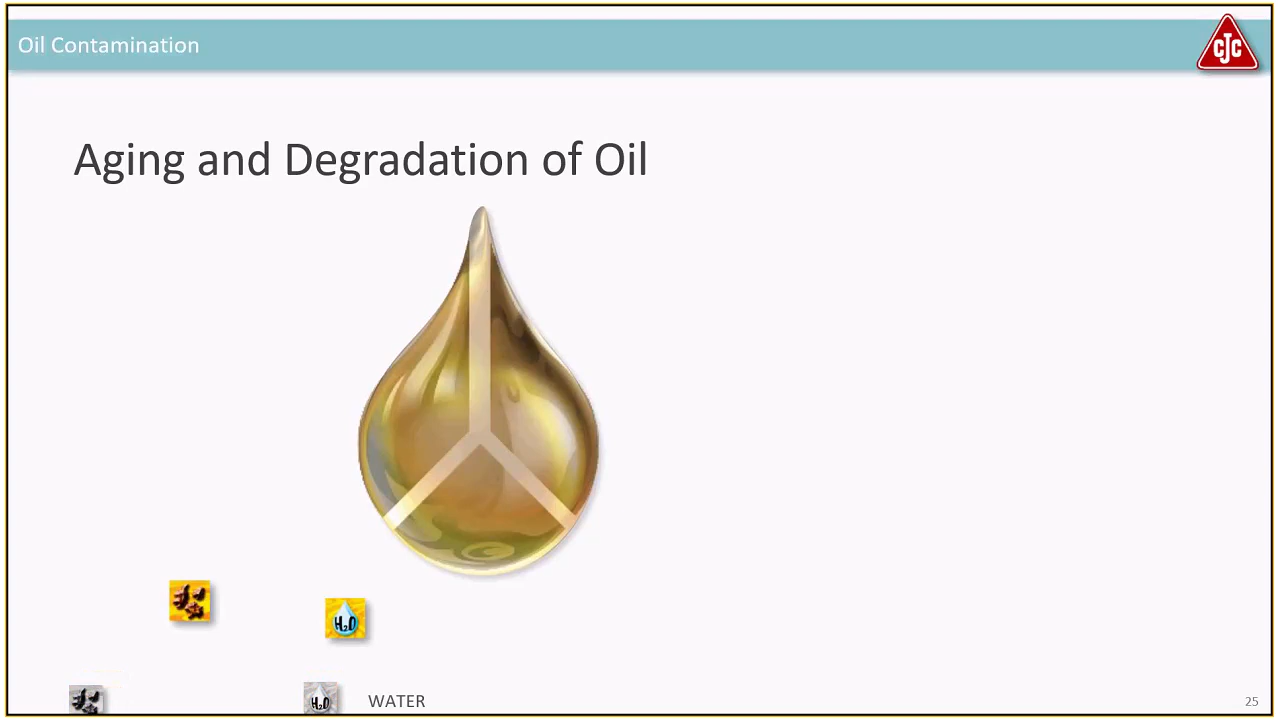 Oil Contamination
CJC
Aging and Degradation of Oil
H₂O
H₂O
WATER
25